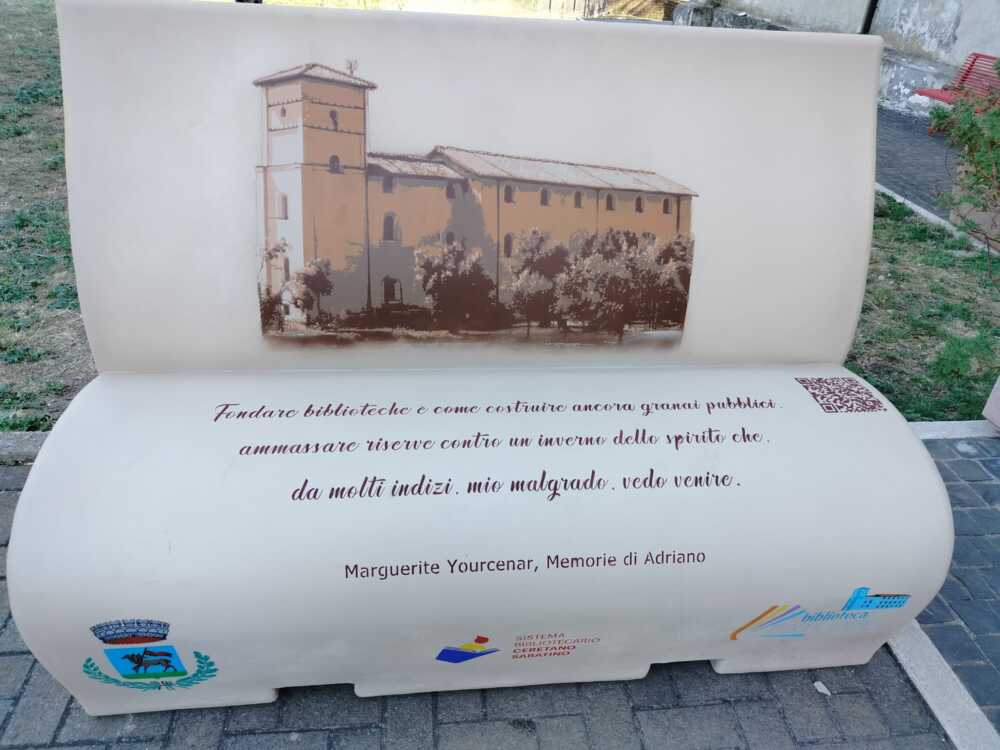 Fondare biblioteche e come costruire ancora granai pubblici.
ammassare riserve contro un inverno dello spirito che.
da molti indizi. mio malgrado. vedo venire.
Marguerite Yourcenar, Memorie di Adriano
SISTEMA
BIBLIOTECARIO
CERETANO
SABATINO
biblioteca